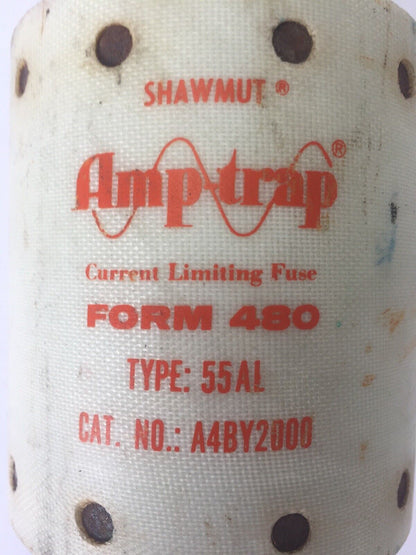 SHAWMUT ®
Amp-trap ®
Current Limiting Fuse
FORM 480
TYPE: 55AL
CAT. NO.: A4BY2000